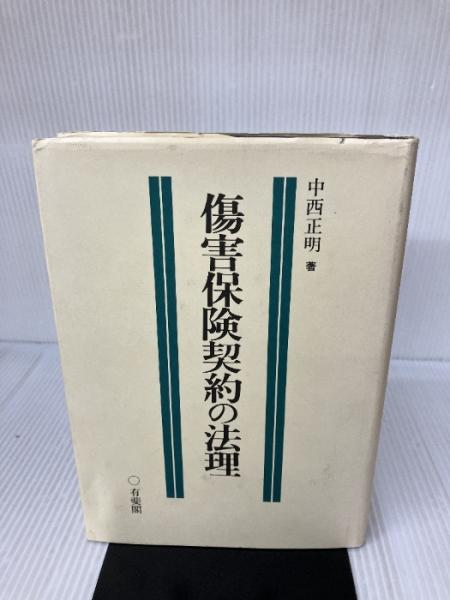 中西正明 著
傷害保険契約の法理
有斐閣